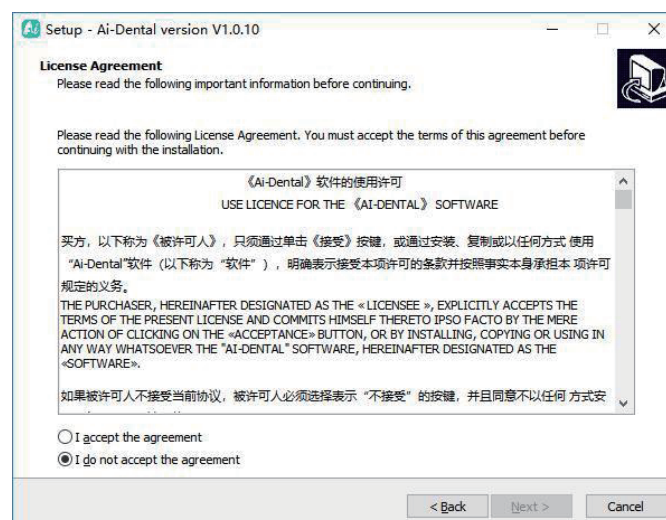 Setup - Ai-Dental version V1.0.10
License Agreement
Please read the following important information before continuing.
Please read the following License Agreement. You must accept the terms of this agreement before
continuing with the installation.
《Ai-Dental》软件的使用许可
USE LICENCE FOR THE 《AI-DENTAL》 SOFTWARE
买方，以下称为《被许可人》，只须通过单击《接受》按键，或通过安装、复制或以任何方式 使用
“Ai-Dental”软件（以下称为“软件”），明确表示接受本项许可的条款并按照事实本身承担本 项许可
规定的义务。
THE PURCHASER, HEREINAFTER DESIGNATED AS THE « LICENSEE », EXPLICITLY ACCEPTS THE
TERMS OF THE PRESENT LICENSE AND COMMITS HIMSELF THERETO IPSO FACTO BY THE MERE
ACTION OF CLICKING ON THE «ACCEPTANCE» BUTTON, OR BY INSTALLING, COPYING OR USING IN
ANY WAY WHATSOEVER THE "AI-DENTAL" SOFTWARE, HEREINAFTER DESIGNATED AS THE
«SOFTWARE».
如果被许可人不接受当前协议，被许可人必须选择表示“不接受”的按键，并且同意不以任何 方式安
I accept the agreement
I do not accept the agreement
< Back
Next >
Cancel